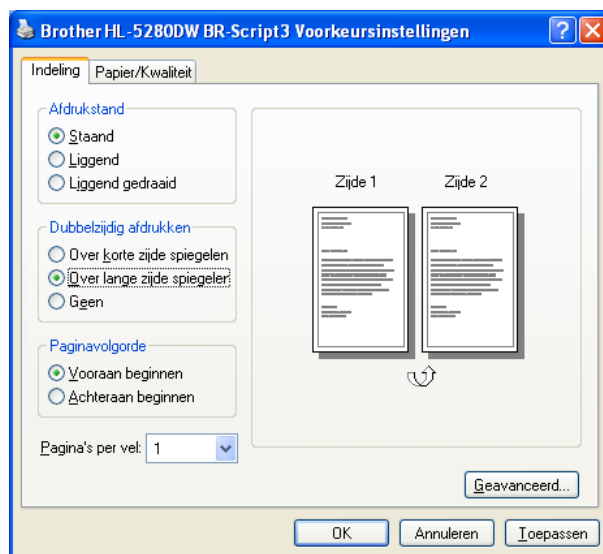 Brother HL-5280DW BR-Script3 Voorkeursinstellingen
Indeling Papier/Kwaliteit
Afdrukstand
Staand
Liggend
Liggend gedraaid
Dubbelzijdig afdrukken
Over korte zijde spiegelen
Over lange zijde spiegeler
Geen
Paginavolgorde
Vooraan beginnen
Achteraan beginnen
Pagina's per vel: 1
Zijde 1 Zijde 2
Geavanceerd...
OK Annuleren Toepassen